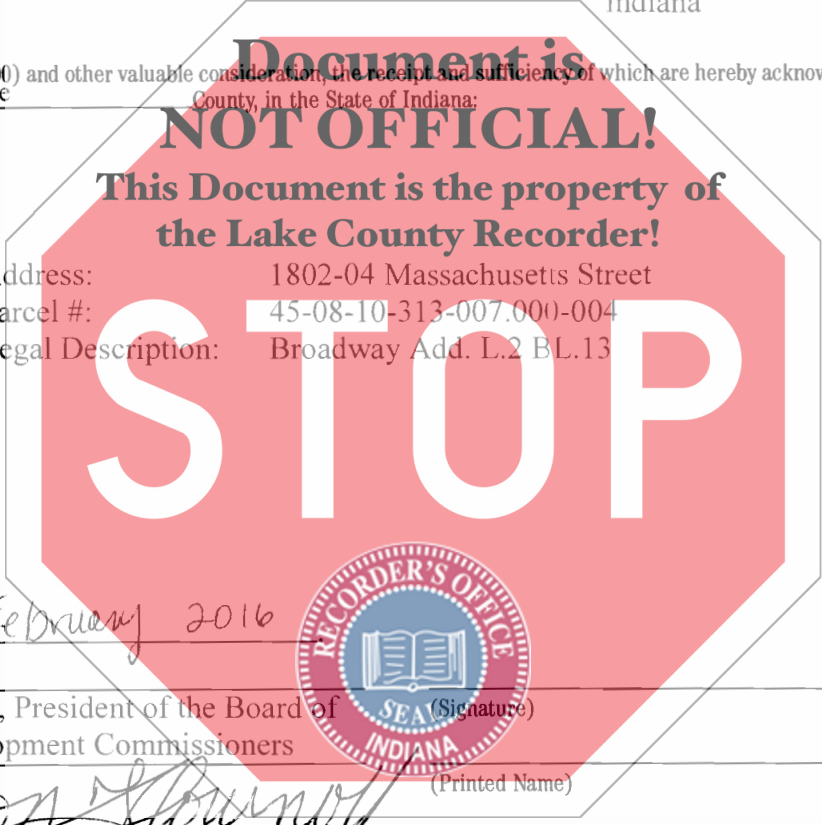 Indiana
Document is
0) and other valuable consideration, the receipt and sufficiency of which are hereby acknov
e
County, in the State of Indiana:
NOT OFFICIAL!
This Document is the property of
the Lake County Recorder!
ddress: 1802-04 Massachusetts Street
arcel #: 45-08-10-313-007.000-004
egal Description: Broadway Add. L.2 BL.13
STOP
RECORDER'S OFFICE
SEAL
INDIANA
ebruary 2016
, President of the Board of (Signature)
opment Commissioners
(Printed Name)